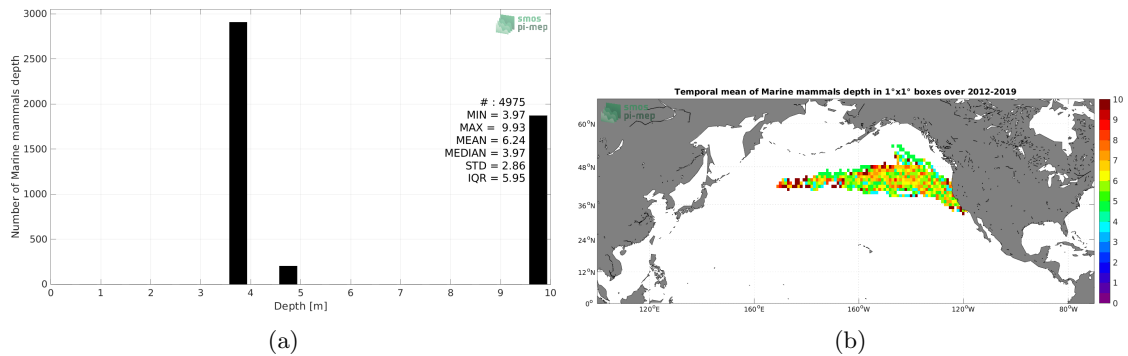 smos
pi-mep
3000
2500
2000
1500
1000
500
0
Number of Marine mammals depth
# : 4975
MIN = 3.97
MAX = 9.93
MEAN = 6.24
MEDIAN = 3.97
STD = 2.86
IQR = 5.95
0 1 2 3 4 5 6 7 8 9 10
Depth [m]
(a)
Temporal mean of Marine mammals depth in 1°x1° boxes over 2012-2019
smos
pi-mep
60°N
48°N
36°N
24°N
12°N
0°N
120°E 160°E 160°W 120°W 80°W
10
9
8
7
6
5
4
3
2
1
0
(b)